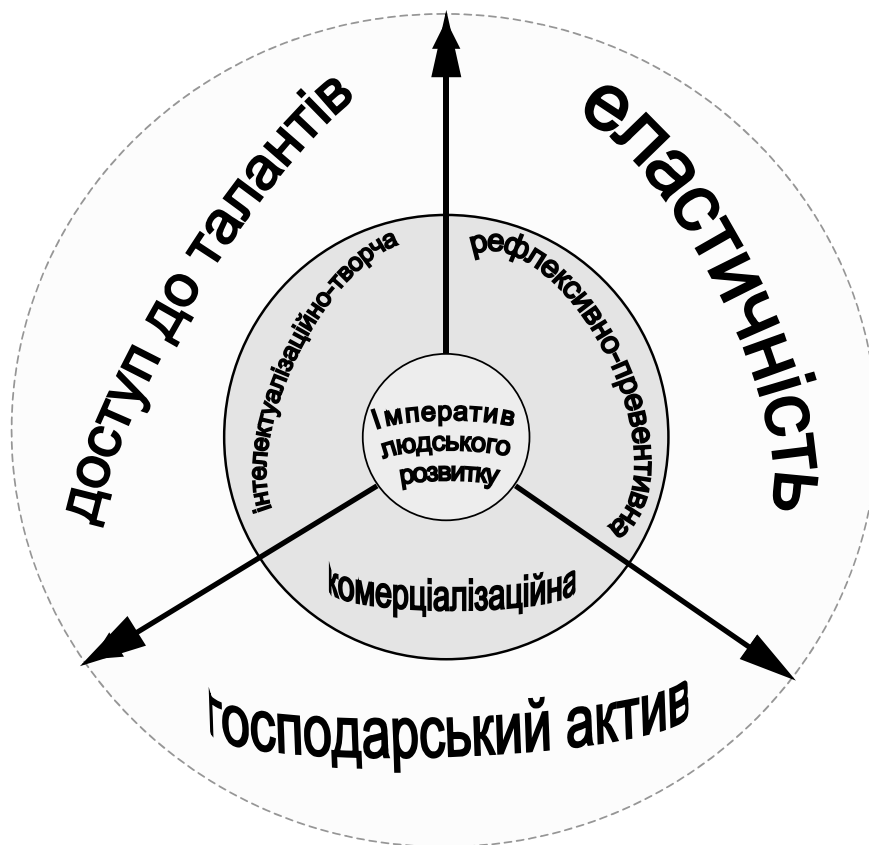 доступ до талантів
еластичність
інтелектуалізаційно-творча
рефлексивно-превентивна
Імператив
людського
розвитку
комерціалізаційна
господарський актив